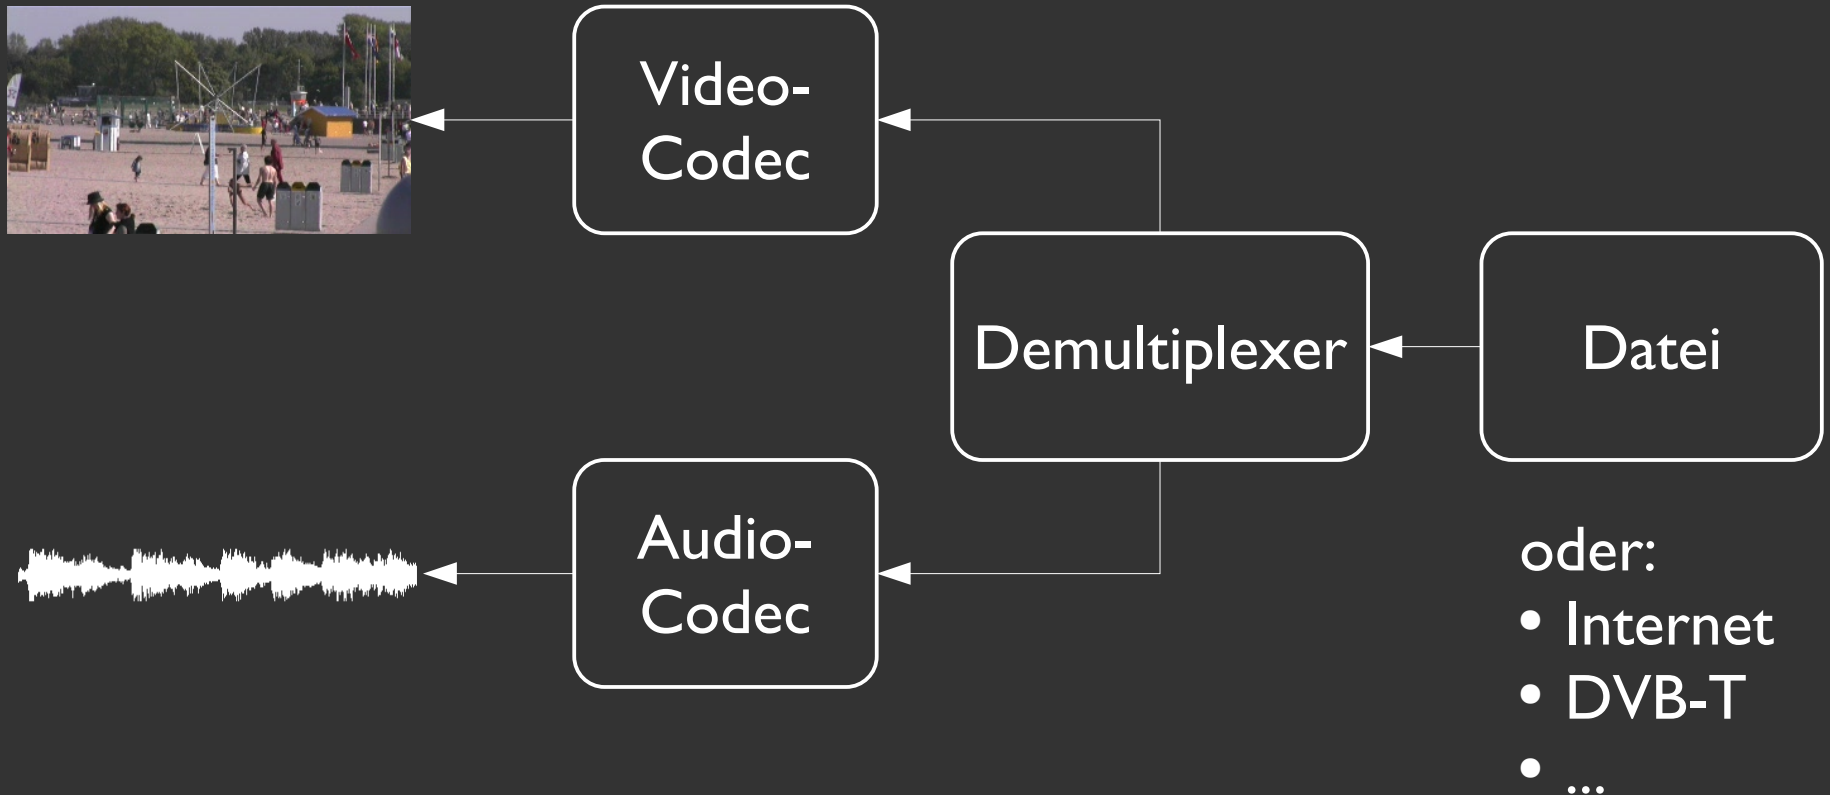 Video-
Codec
Demultiplexer
Datei
Audio-
Codec
oder:
• Internet
• DVB-T
• ...